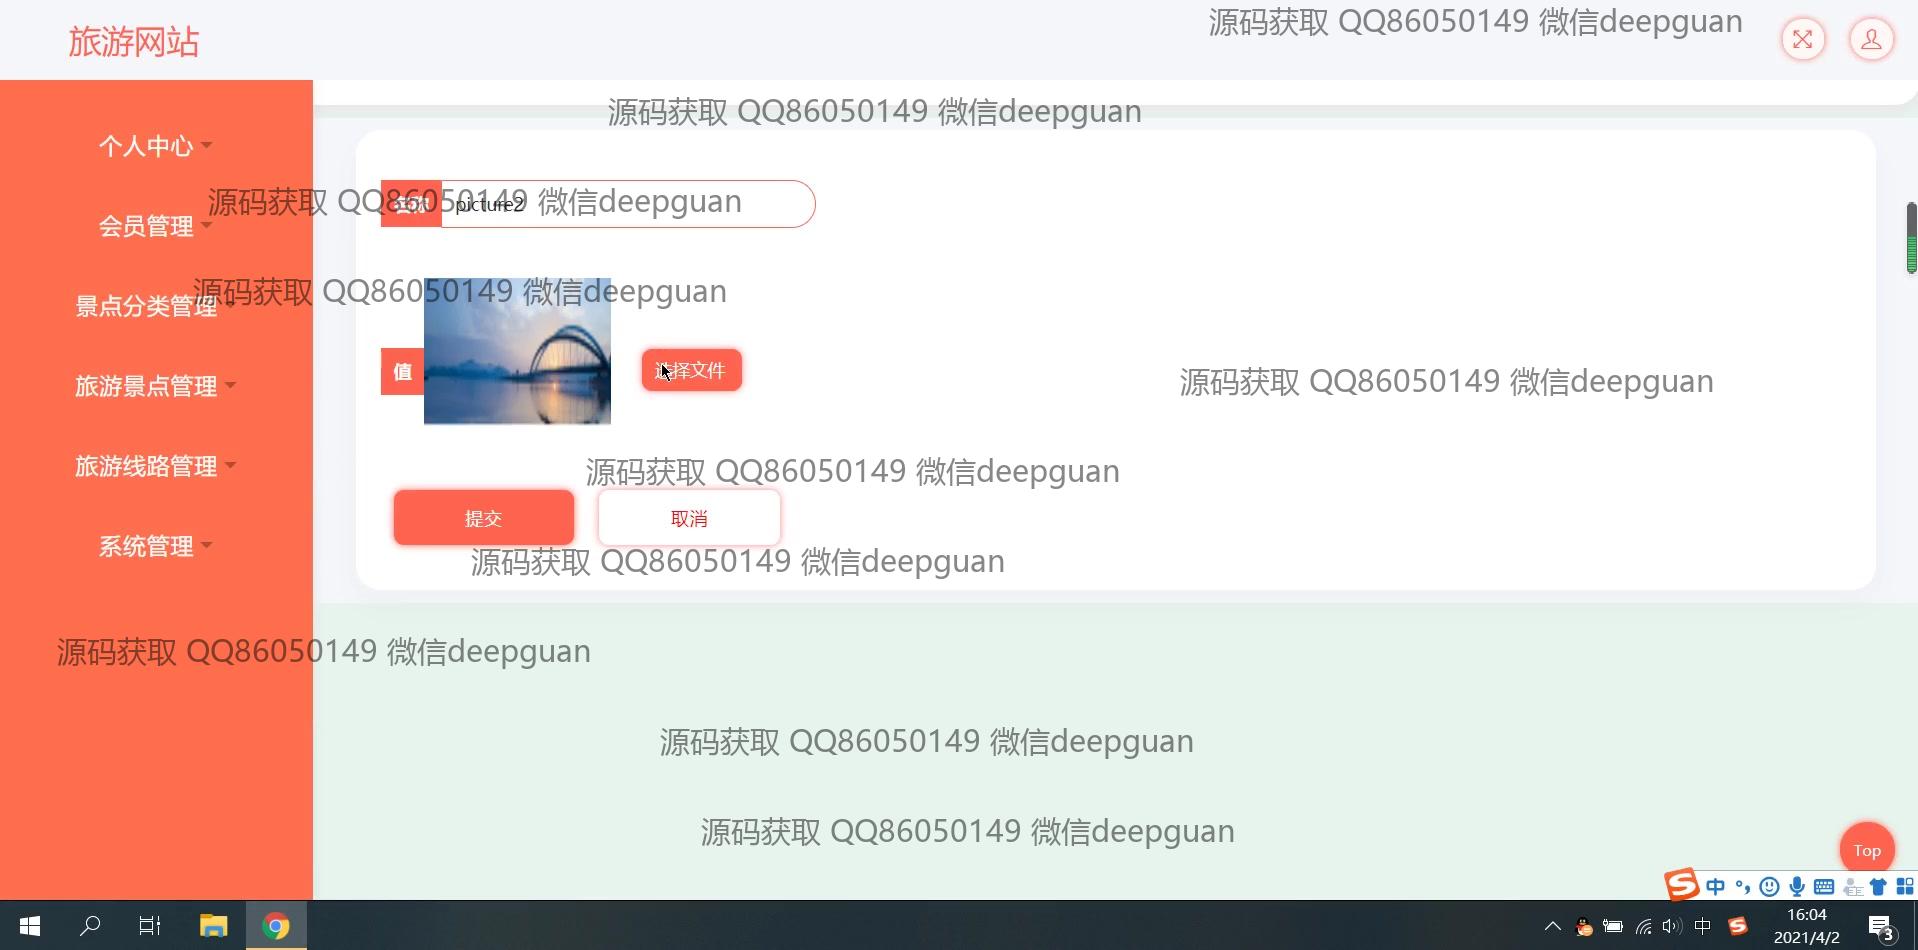 旅游网站
源码获取 QQ86050149 微信deepguan
源码获取 QQ86050149 微信deepguan
个人中心
源码获取 QQ86050149 微信deepguan
名称
picture2
会员管理
源码获取 QQ86050149 微信deepguan
景点分类管理
值
选择文件
源码获取 QQ86050149 微信deepguan
旅游景点管理
旅游线路管理
源码获取 QQ86050149 微信deepguan
提交
取消
系统管理
源码获取 QQ86050149 微信deepguan
源码获取 QQ86050149 微信deepguan
源码获取 QQ86050149 微信deepguan
源码获取 QQ86050149 微信deepguan
Top
中
中
16:04
2021/4/2
3